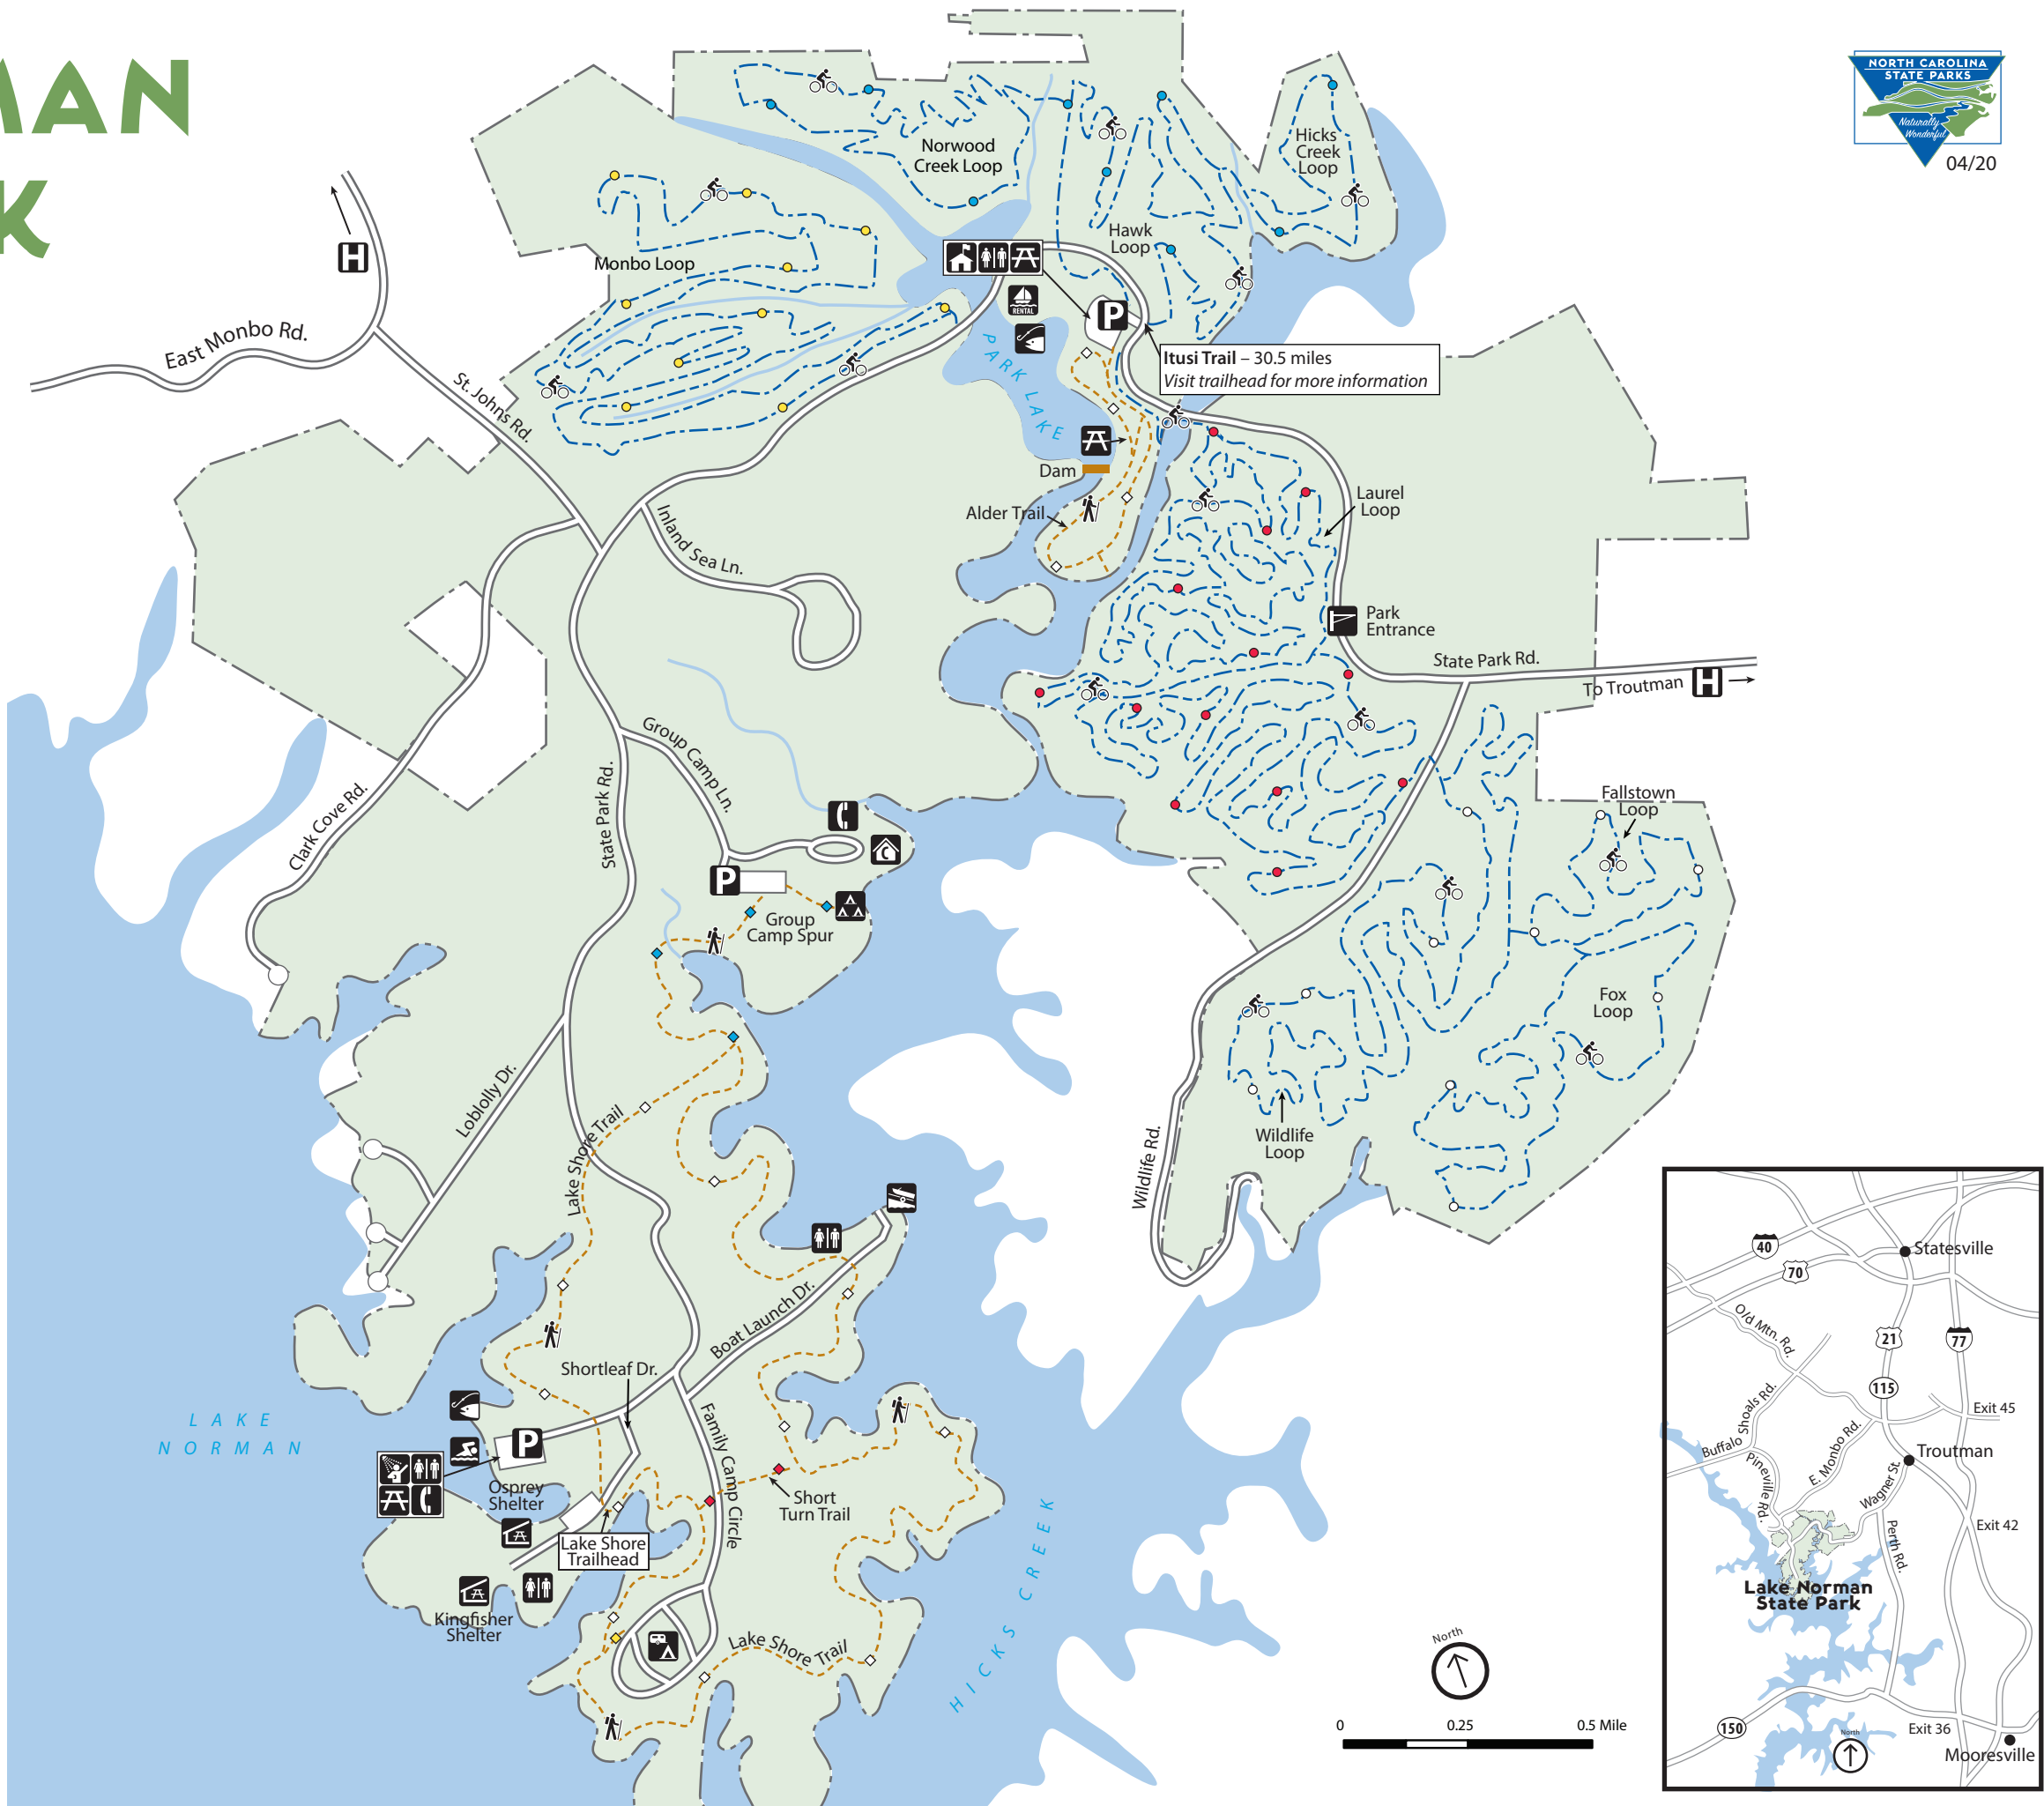 MAN
K
NORTH CAROLINA
STATE PARKS
Naturally
Wonderful
04/20
Norwood
Creek Loop
Hicks
Creek
Loop
Hawk
Loop
Monbo Loop
H
East Monbo Rd.
St. Johns Rd.
RENTAL
P
PARK LAKE
Itusi Trail – 30.5 miles
Visit trailhead for more information
Dam
Alder Trail
Laurel
Loop
Inland Sea Ln.
Park
Entrance
State Park Rd.
To Troutman H
Clark Cove Rd.
State Park Rd.
Group Camp Ln.
C
P
Group
Camp Spur
Fallstown
Loop
Fox
Loop
Loblolly Dr.
Lake Shore Trail
Wildlife
Loop
Wildlife Rd.
Boat Launch Dr.
Shortleaf Dr.
LAKE
NORMAN
P
Osprey
Shelter
Family Camp Circle
Short
Turn Trail
Lake Shore
Trailhead
Kingfisher
Shelter
Lake Shore Trail
HICKS CREEK
North
0 0.25 0.5 Mile
40
Statesville
70
Old Mtn. Rd.
21
77
115
Buffalo Shoals Rd.
Exit 45
E. Monbo Rd.
Troutman
Pineville Rd.
Wagner St.
Exit 42
Perth Rd.
Lake Norman
State Park
150
North
Exit 36
Mooresville